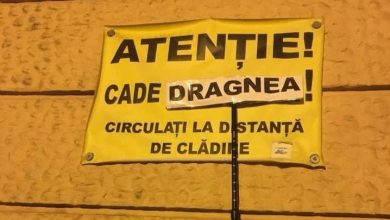 ATENȚIE!
CADE DRAGNEA!
CIRCULAȚI LA DISTANȚĂ
DE CLĂDIRE